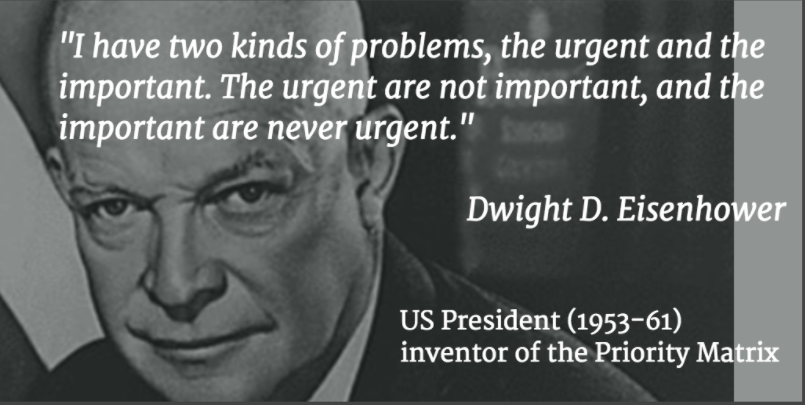 "I have two kinds of problems, the urgent and the
important. The urgent are not important, and the
important are never urgent."
Dwight D. Eisenhower
US President (1953-61)
inventor of the Priority Matrix